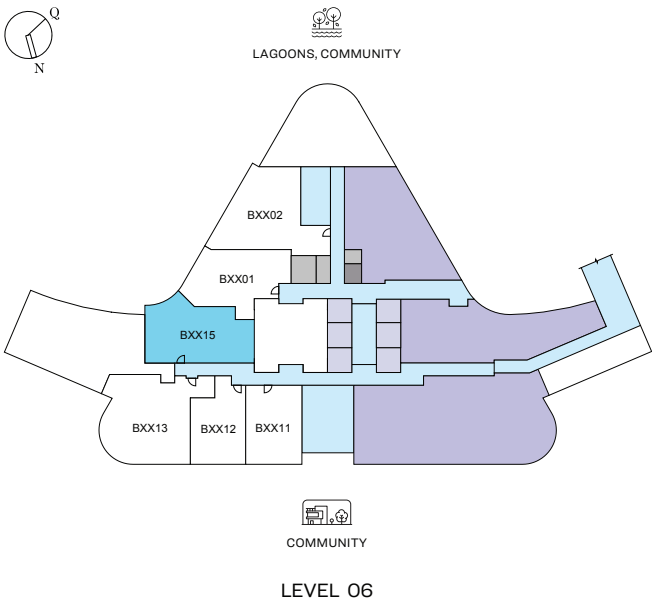 Q
N
LAGOONS, COMMUNITY
BXX02
BXX01
BXX15
BXX13
BXX12
BXX11
COMMUNITY
LEVEL 06